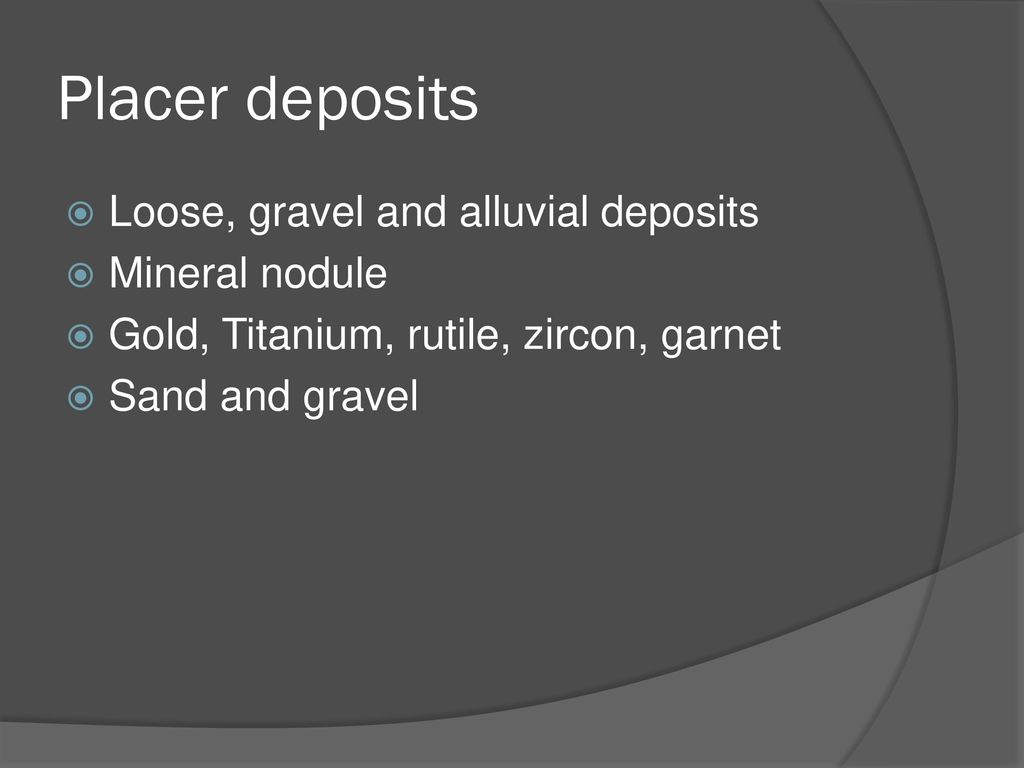 Placer deposits
Loose, gravel and alluvial deposits
Mineral nodule
Gold, Titanium, rutile, zircon, garnet
Sand and gravel